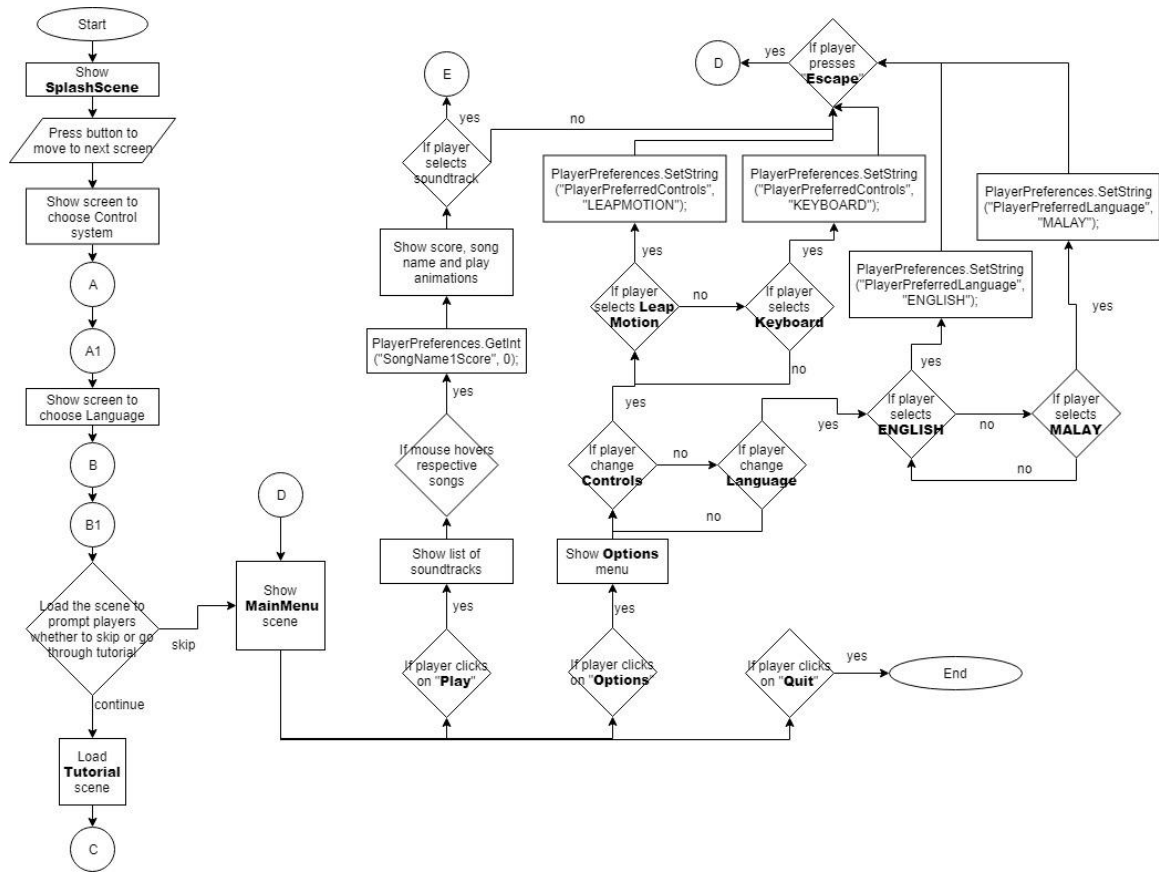 Start
Show
SplashScene
Press button to
move to next screen
Show screen to
choose Control
system
A
A1
Show screen to
choose Language
B
B1
Load the scene to
prompt players
whether to skip or go
through tutorial
skip
continue
Load
Tutorial
scene
C
D
Show
MainMenu
scene
E
yes
If player
selects
soundtrack
no
Show score, song
name and play
animations
PlayerPreferences.GetInt
("SongName1Score", 0);
yes
If mouse hovers
respective
songs
Show list of
soundtracks
yes
If player clicks
on "Play"
D
yes
If player
presses
"Escape"
PlayerPreferences.SetString
("PlayerPreferredControls",
"LEAPMOTION");
PlayerPreferences.SetString
("PlayerPreferredControls",
"KEYBOARD");
yes
If player
selects Leap
Motion
no
yes
If player
selects
Keyboard
no
yes
If player
change
Controls
no
If player
change
Language
no
yes
Show Options
menu
yes
If player clicks
on "Options"
PlayerPreferences.SetString
("PlayerPreferredLanguage",
"MALAY");
PlayerPreferences.SetString
("PlayerPreferredLanguage",
"ENGLISH");
yes
yes
If player
selects
ENGLISH
no
If player
selects
MALAY
no
If player clicks
on "Quit"
yes
End